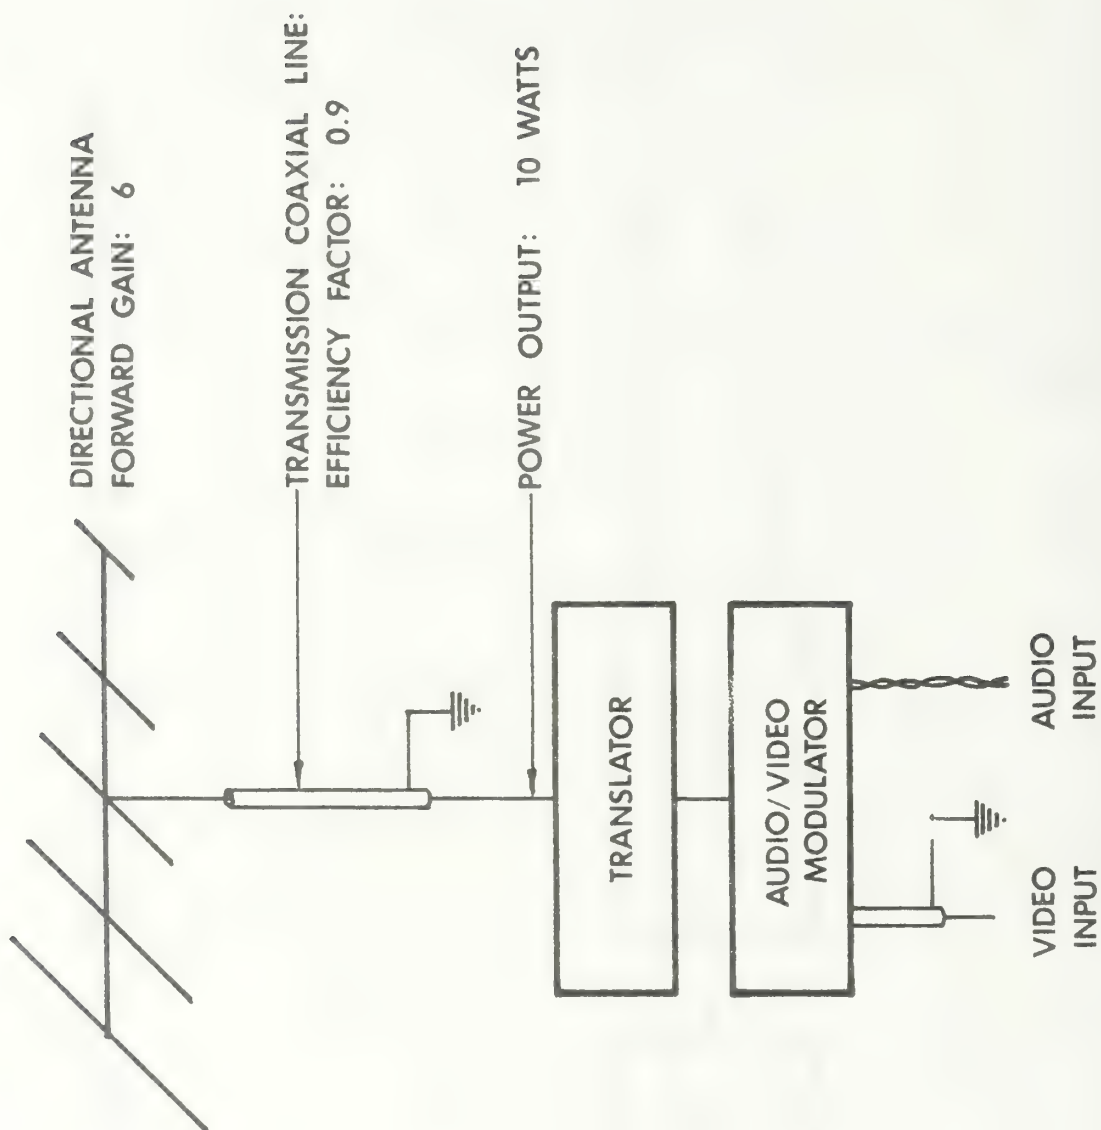 DIRECTIONAL ANTENNA
FORWARD GAIN: 6
TRANSMISSION COAXIAL LINE:
EFFICIENCY FACTOR: 0.9
POWER OUTPUT: 10 WATTS
TRANSLATOR
AUDIO/VIDEO
MODULATOR
VIDEO
INPUT
AUDIO
INPUT